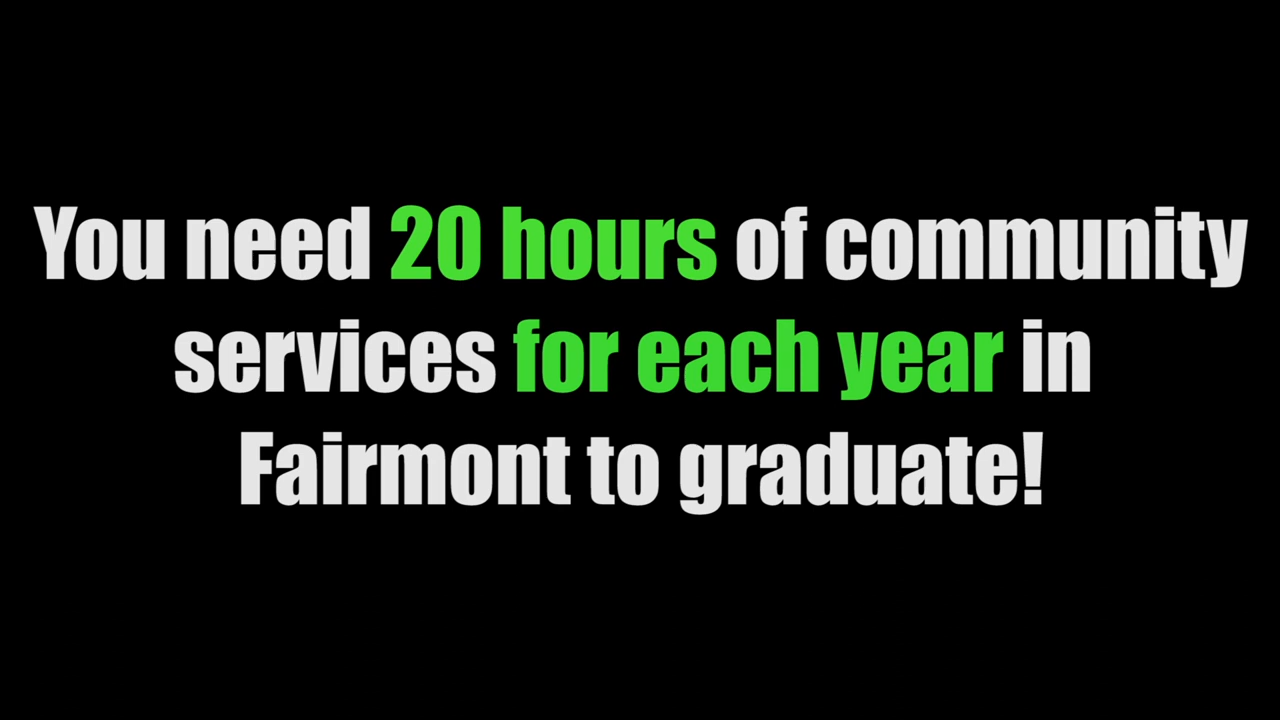 You need 20 hours of community
services for each year in
Fairmont to graduate!